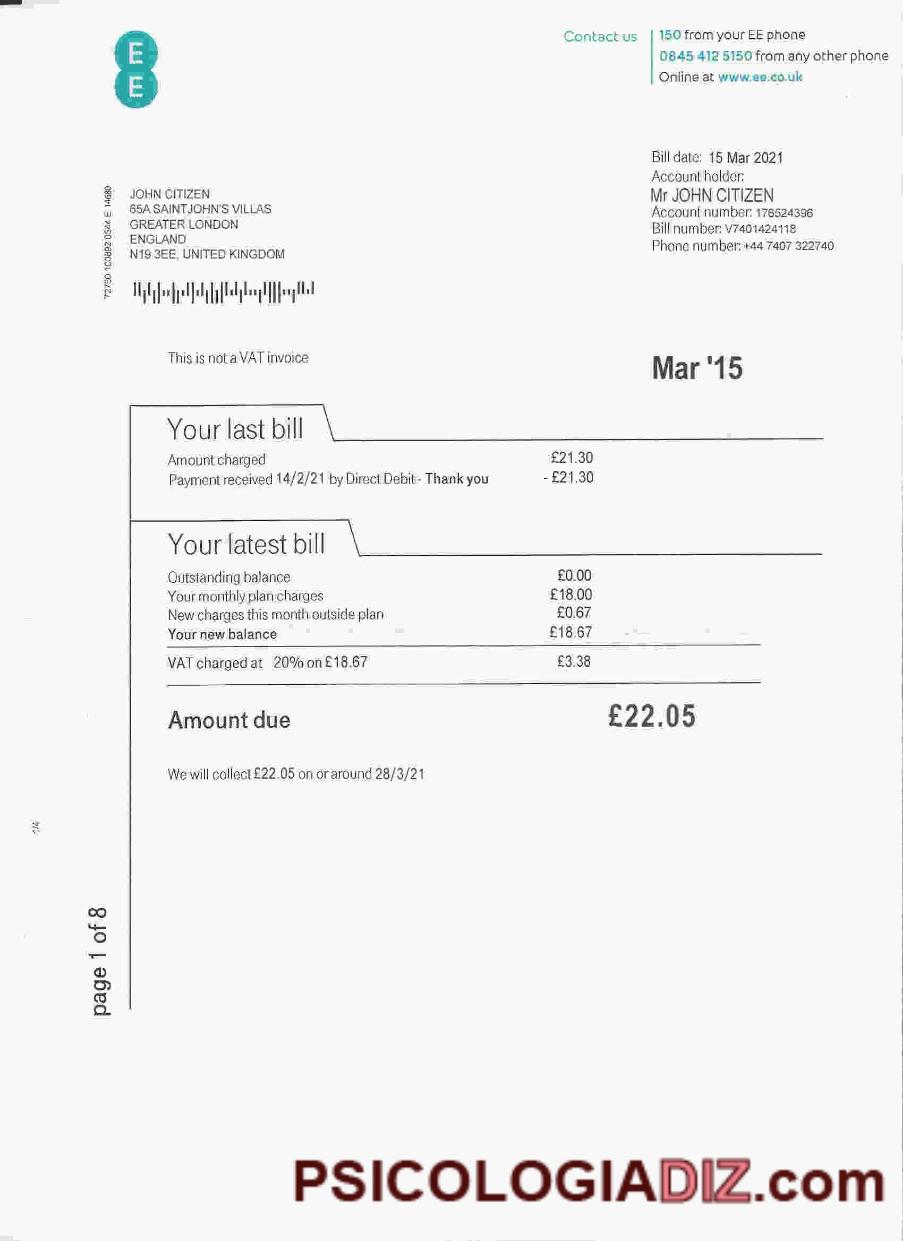 E
E
Contact us
150 from your EE phone
0845 412 5150 from any other phone
Online at www.ee.co.uk
Bill date: 15 Mar 2021
Account holder:
Mr JOHN CITIZEN
Account number: 176524396
Bill number: V7401424118
Phone number: +44 7407 322740
JOHN CITIZEN
65A SAINTJOHN'S VILLAS
GREATER LONDON
ENGLAND
N19 3EE, UNITED KINGDOM
This is not a VAT invoice
Mar '15
Your last bill
Amount charged £21.30
Payment received 14/2/21 by Direct Debit - Thank you - £21.30
Your latest bill
Outstanding balance £0.00
Your monthly plan charges £18.00
New charges this month outside plan £0.67
Your new balance £18.67
VAT charged at 20% on £18.67 £3.38
Amount due £22.05
We will collect £22.05 on or around 28/3/21
page 1 of 8
PSICOLOGIADIZ.com